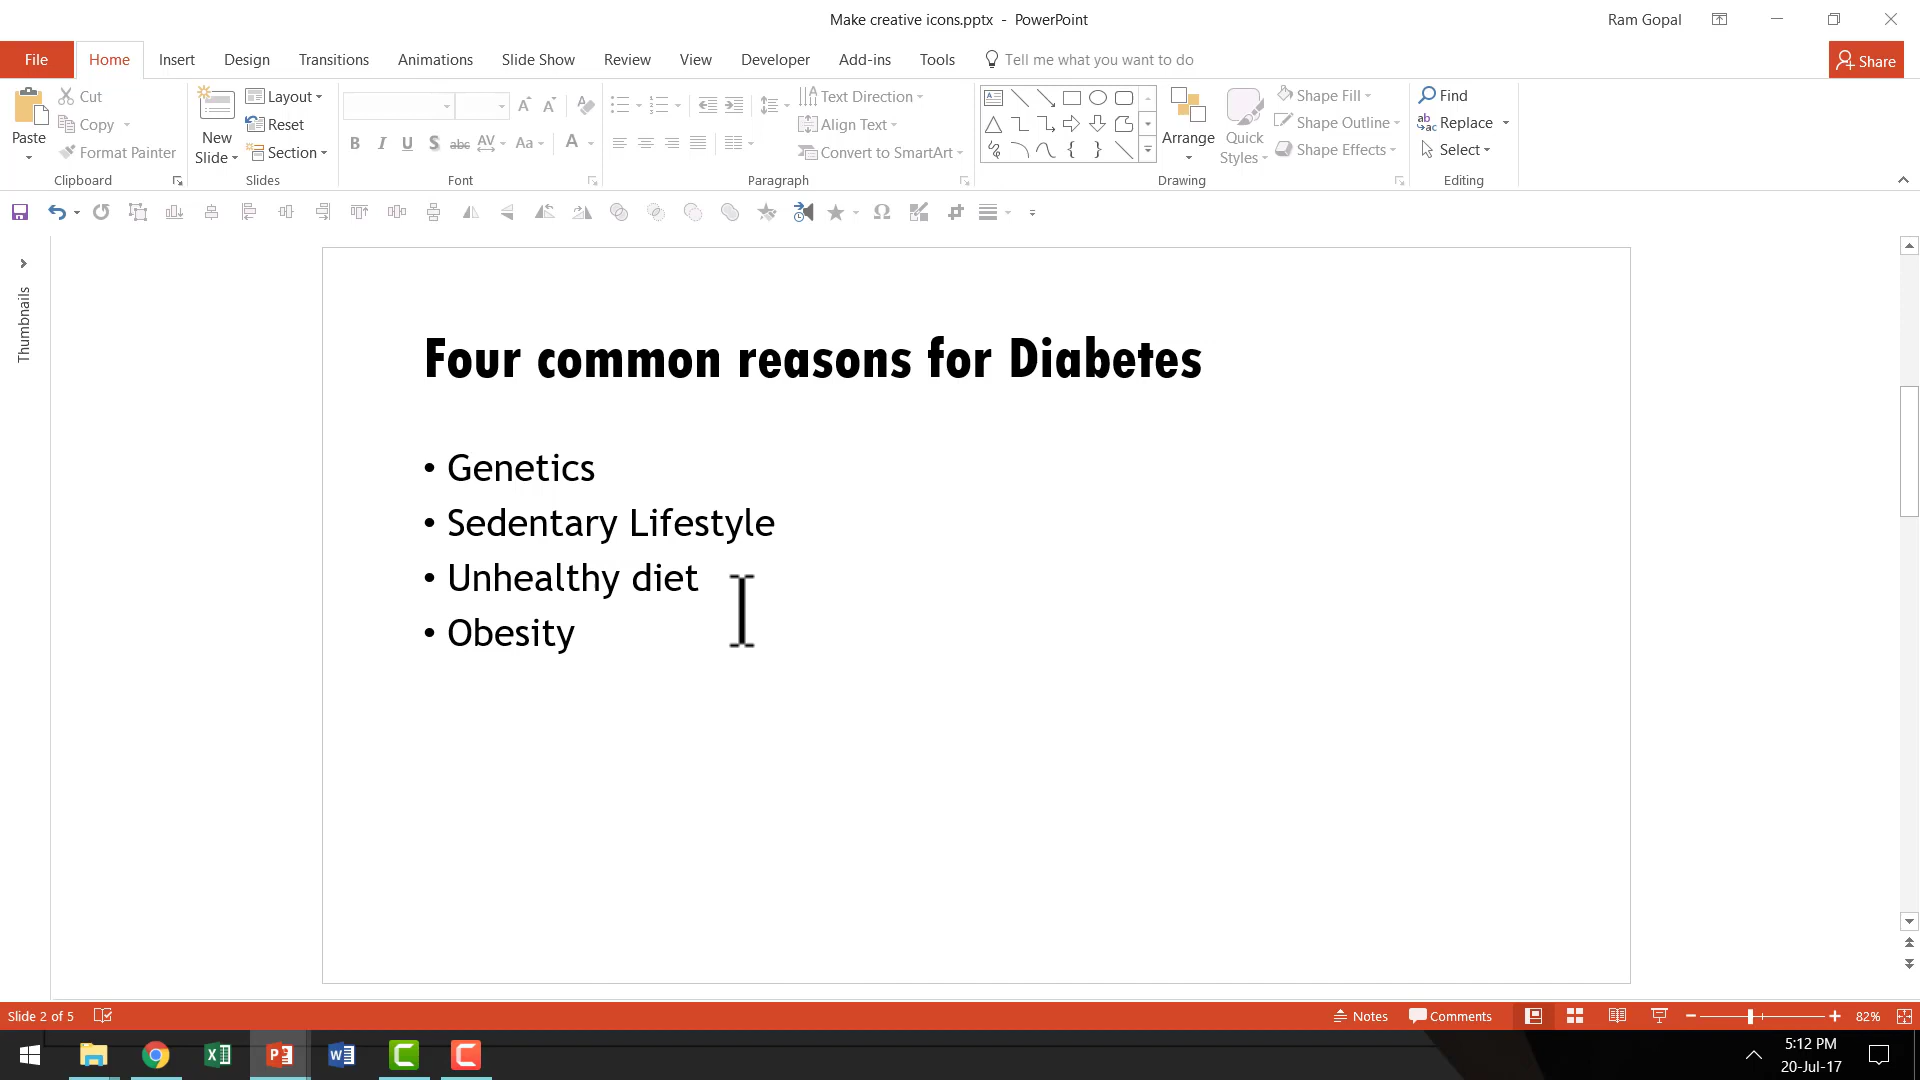 Make creative icons.pptx - PowerPoint
Ram Gopal
File Home Insert Design Transitions Animations Slide Show Review View Developer Add-ins Tools Tell me what you want to do Share
Paste
Cut
Copy
Format Painter
Clipboard
New Slide
Layout
Reset
Section
Slides
Font
Text Direction
Align Text
Convert to SmartArt
Paragraph
Arrange
Quick Styles
Shape Fill
Shape Outline
Shape Effects
Drawing
Find
Replace
Select
Editing
Thumbnails
Four common reasons for Diabetes
• Genetics
• Sedentary Lifestyle
• Unhealthy diet
• Obesity
Slide 2 of 5
Notes Comments 82%
5:12 PM
20-Jul-17